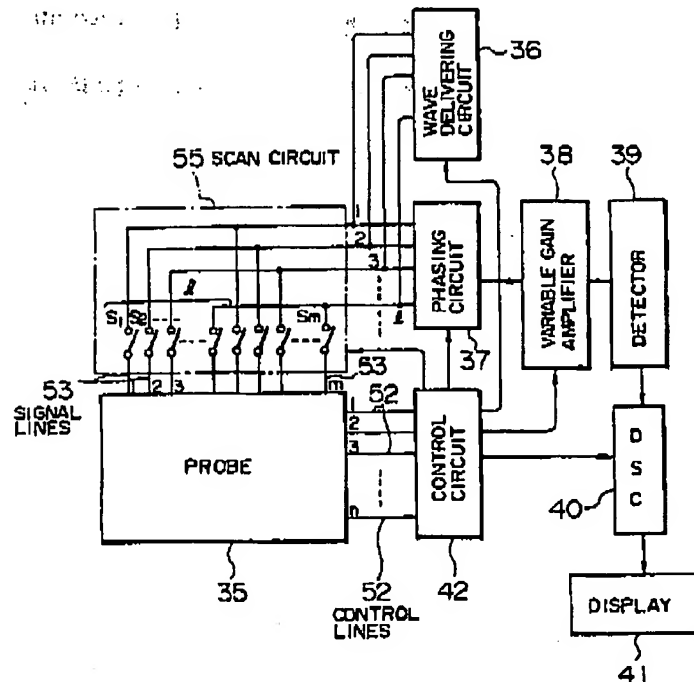 36
WAVE DELIVERING CIRCUIT
55 SCAN CIRCUIT
38
39
1
2
3
l
PHASING CIRCUIT
37
VARIABLE GAIN AMPLIFIER
DETECTOR
l
S1 S2
Sm
53
SIGNAL LINES
2 3
m
53
PROBE
35
1
2
3
n
52
52
CONTROL LINES
CONTROL CIRCUIT
42
DSC
40
DISPLAY
41